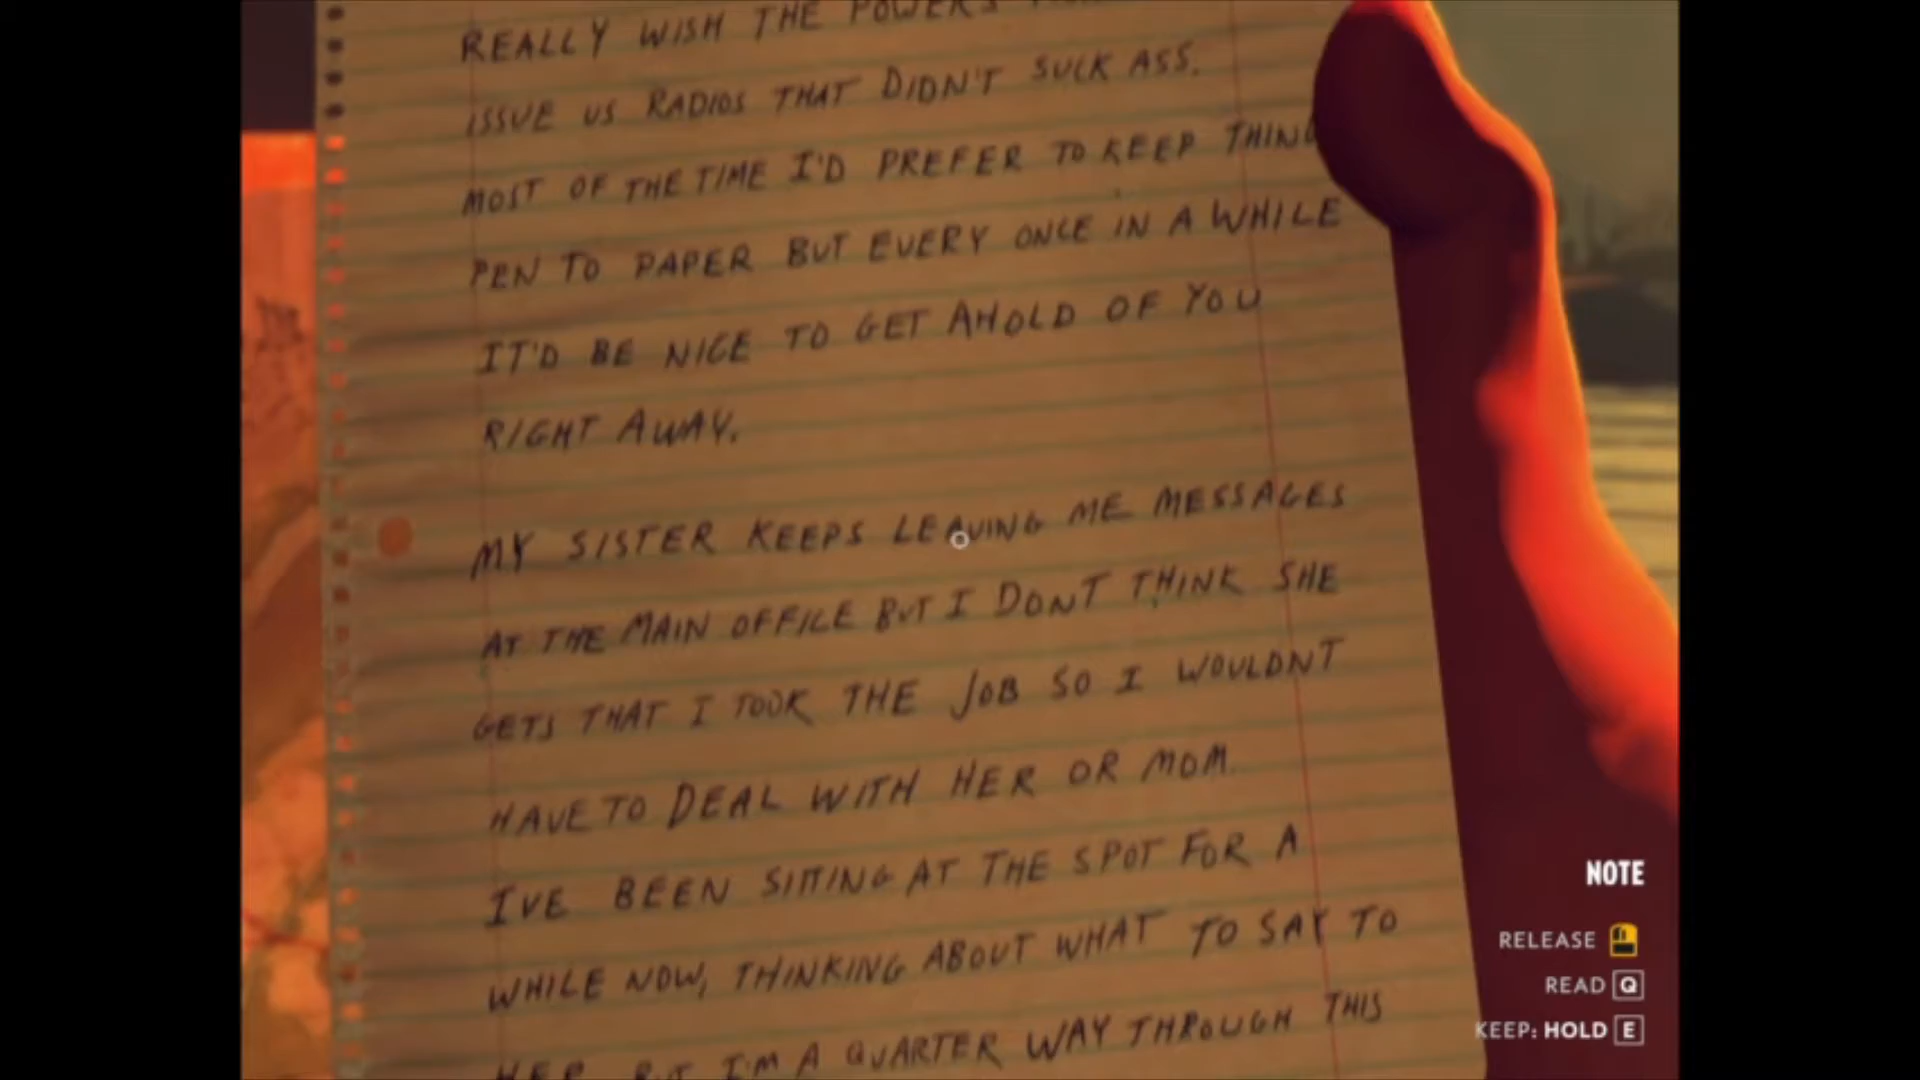 REALLY WISH THE POWERS
ISSUE US RADIOS THAT DIDN'T SUCK ASS.
MOST OF THE TIME I'D PREFER TO KEEP
PEN TO PAPER BUT EVERY ONCE IN A WHILE
IT'D BE NICE TO GET AHOLD OF YOU
RIGHT AWAY.
MY SISTER KEEPS LEAVING ME MESSAGES
AT THE MAIN OFFICE BUT I DONT THINK SHE
GETS THAT I TOOK THE JOB SO I WOULDNT
HAVE TO DEAL WITH HER OR MOM.
I'VE BEEN SITTING AT THE SPOT FOR A
WHILE NOW, THINKING ABOUT WHAT TO SAY TO
HER BUT I'M A QUARTER WAY THROUGH THIS
NOTE
RELEASE
READ Q
KEEP: HOLD E